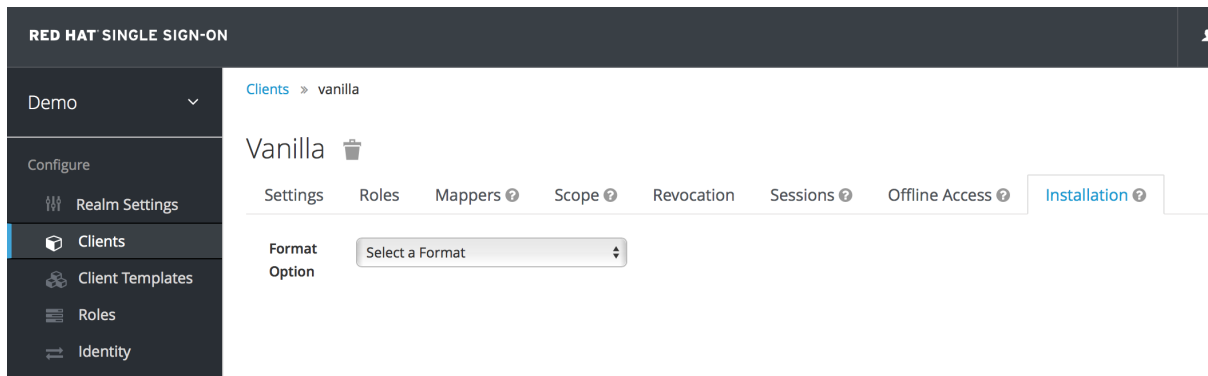 RED HAT SINGLE SIGN-ON
Demo
Configure
Realm Settings
Clients
Client Templates
Roles
Identity
Clients » vanilla
Vanilla
Settings Roles Mappers Scope Revocation Sessions Offline Access Installation
Format Option
Select a Format